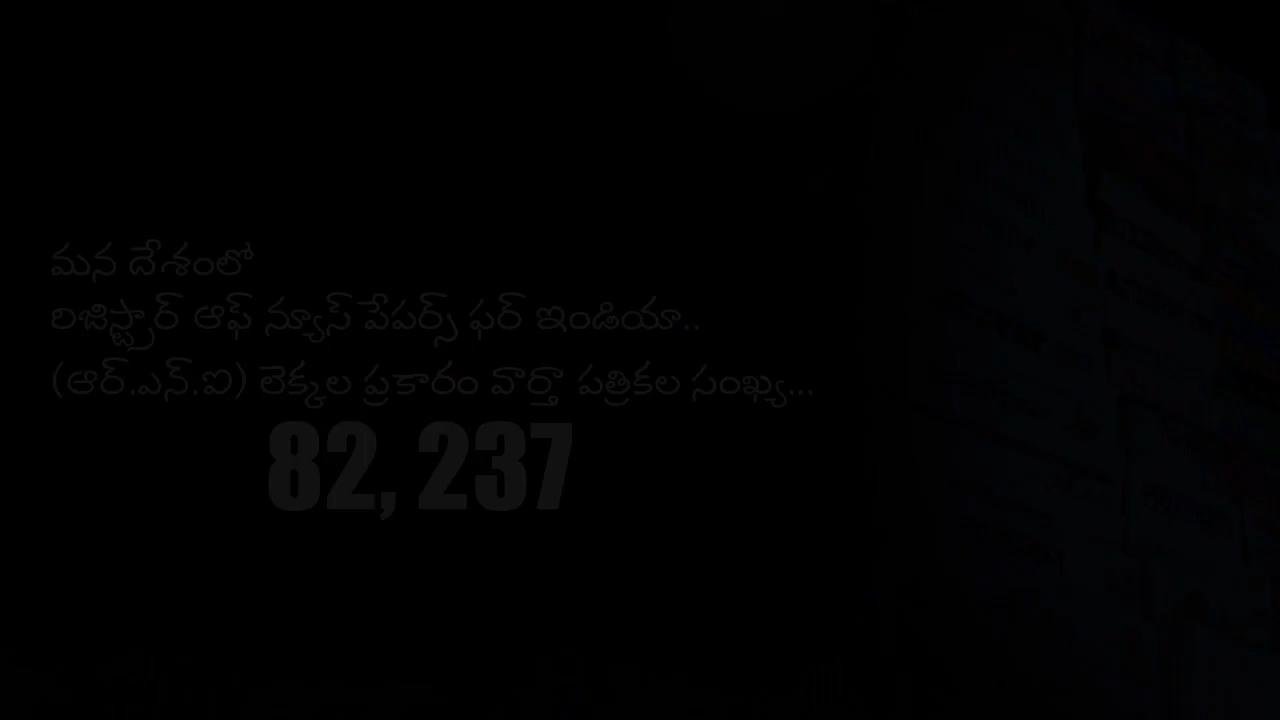 మన దేశంలో
రిజిస్ట్రార్ ఆఫ్ న్యూస్ పేపర్స్ ఫర్ ఇండియా..
(ఆర్.ఎన్.ఐ) లెక్కల ప్రకారం వార్తా పత్రికల సంఖ్య...
82, 237